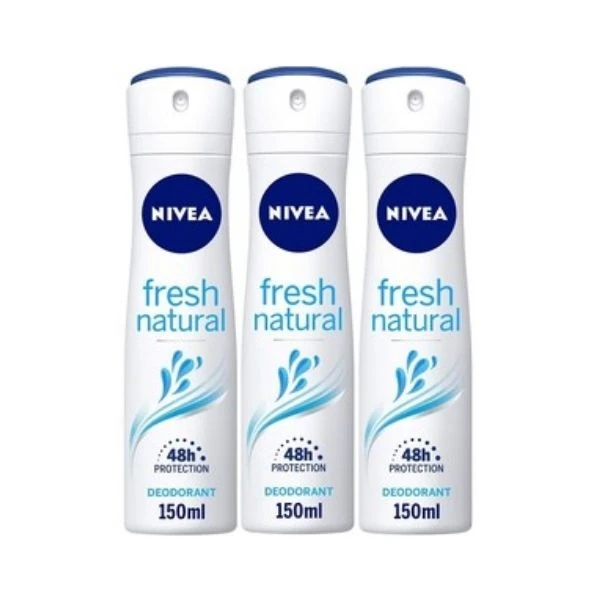 NIVEA
fresh
natural
48h
PROTECTION
DEODORANT
150ml
NIVEA
fresh
natural
48h
PROTECTION
DEODORANT
150ml
NIVEA
fresh
natural
48h
PROTECTION
DEODORANT
150ml